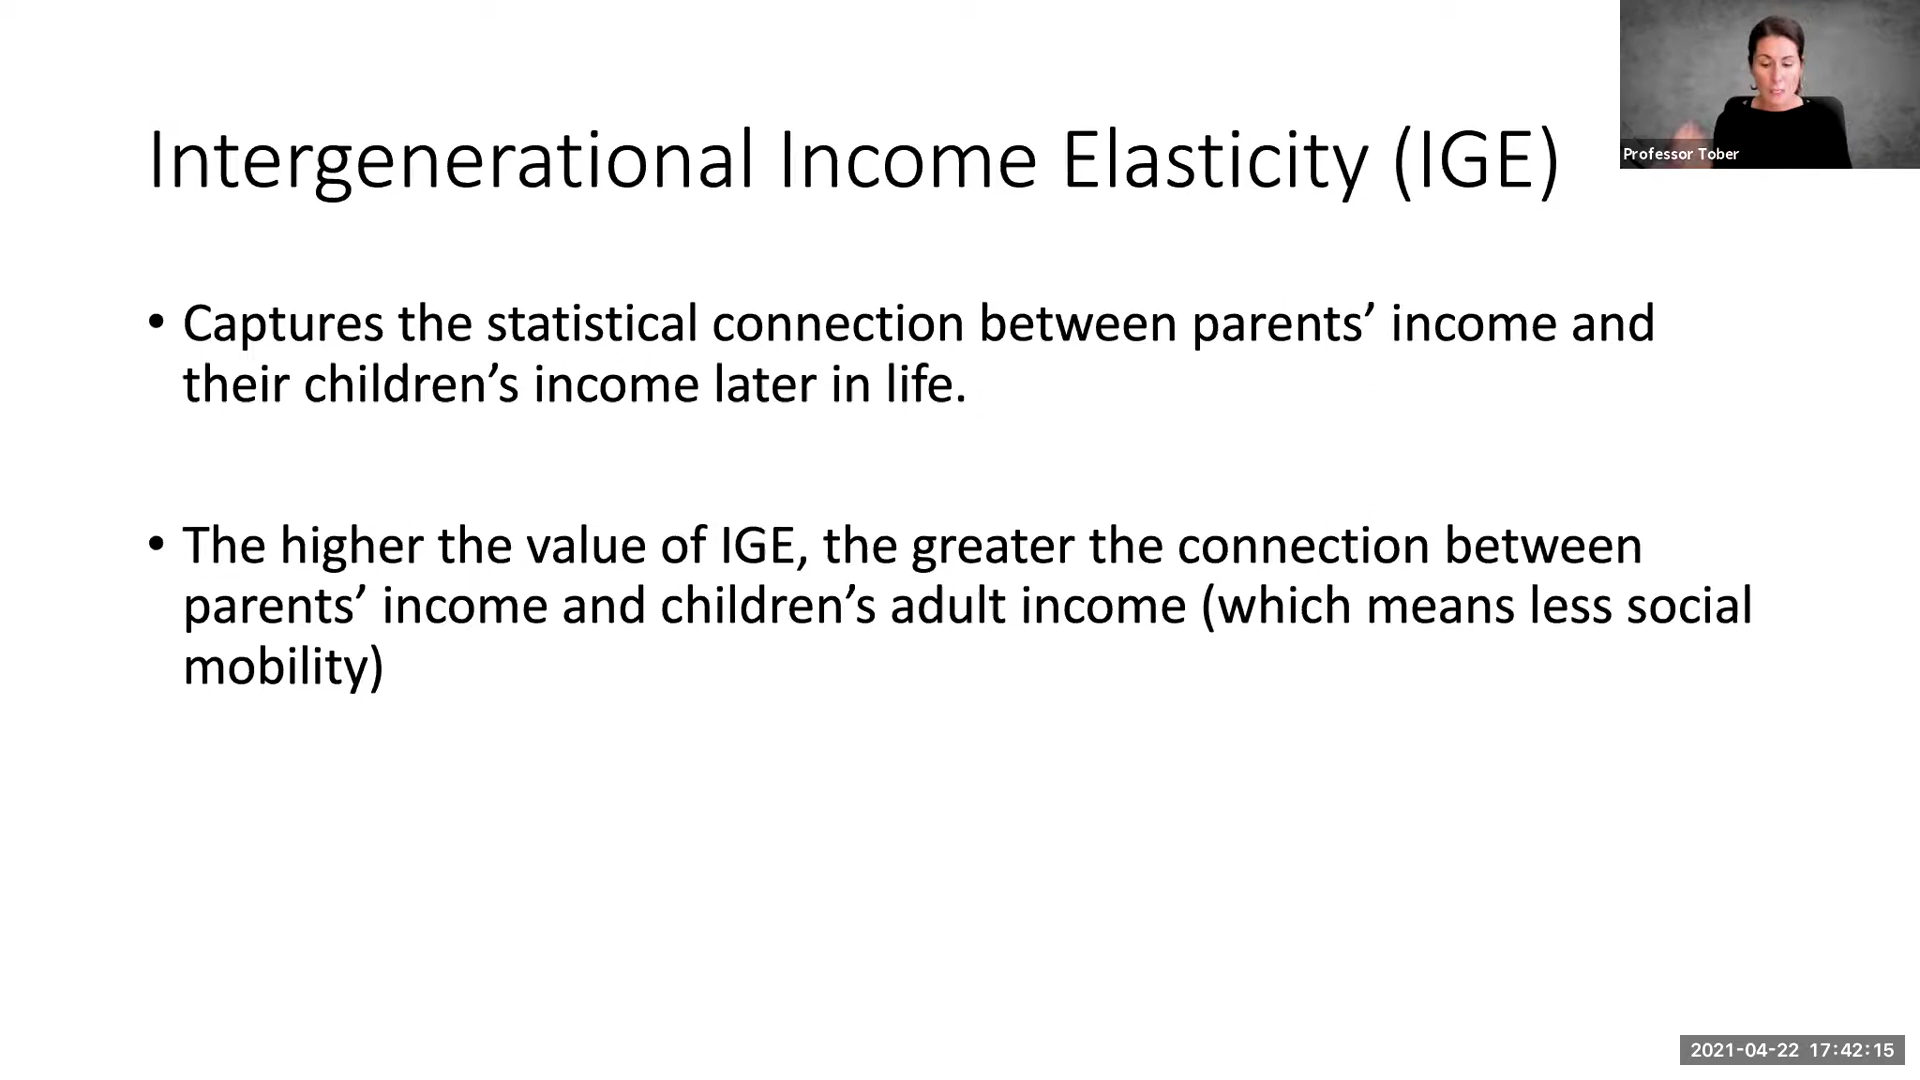 Intergenerational Income Elasticity (IGE)
Professor Tober
• Captures the statistical connection between parents’ income and
their children’s income later in life.
• The higher the value of IGE, the greater the connection between
parents’ income and children’s adult income (which means less social
mobility)
2021-04-22 17:42:15